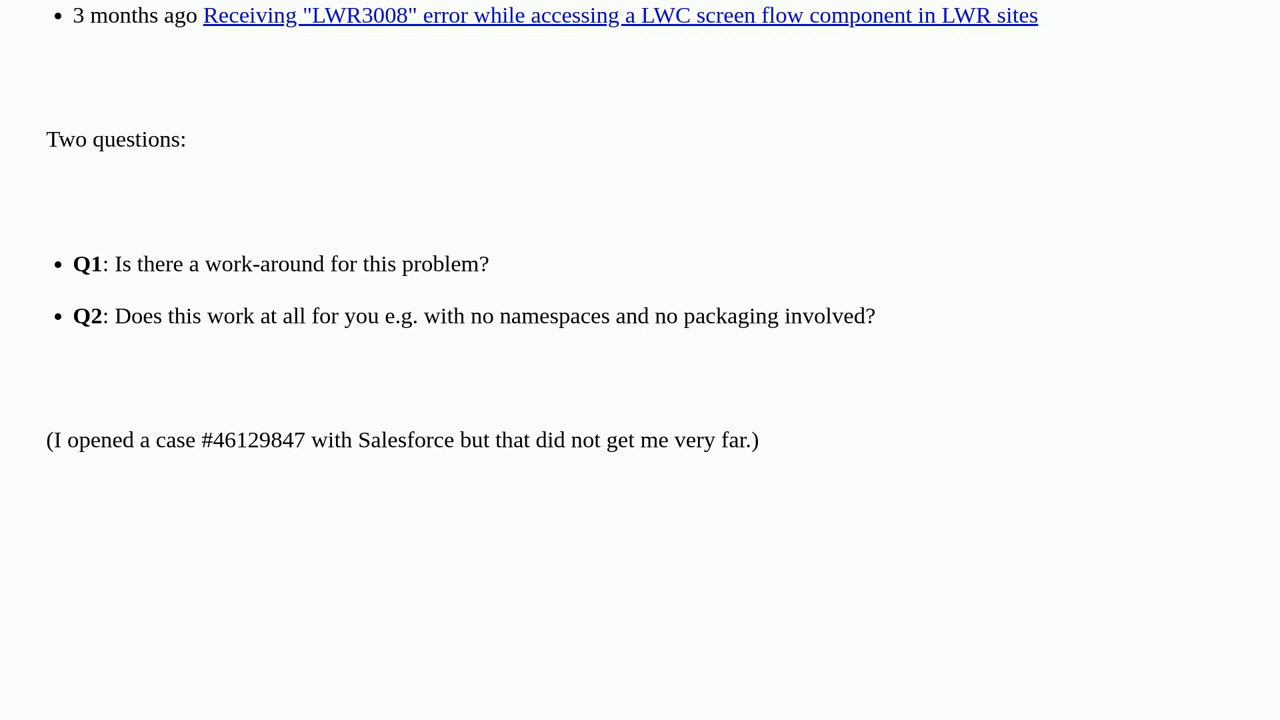 • 3 months ago Receiving "LWR3008" error while accessing a LWC screen flow component in LWR sites
Two questions:
• Q1: Is there a work-around for this problem?
• Q2: Does this work at all for you e.g. with no namespaces and no packaging involved?
(I opened a case #46129847 with Salesforce but that did not get me very far.)